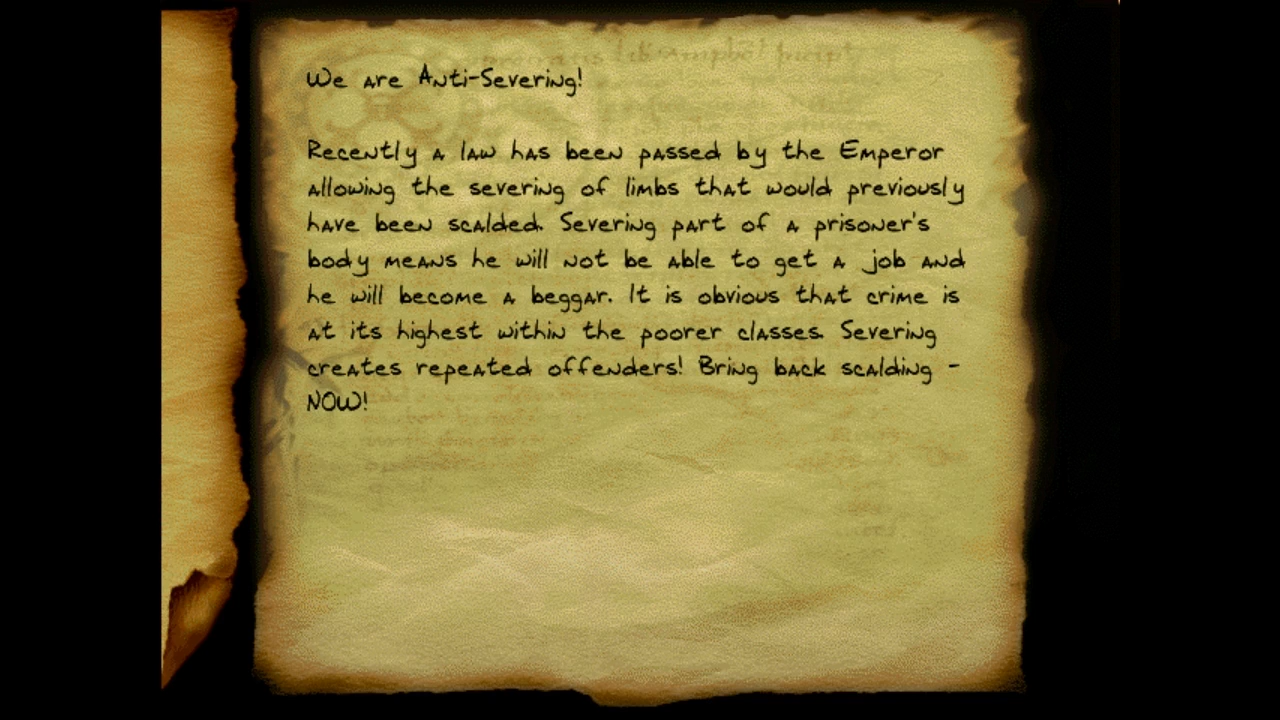 We are Anti-Severing!
Recently a law has been passed by the Emperor
allowing the severing of limbs that would previously
have been scalded. Severing part of a prisoner's
body means he will not be able to get a job and
he will become a beggar. It is obvious that crime is
at its highest within the poorer classes. Severing
creates repeated offenders! Bring back scalding -
NOW!